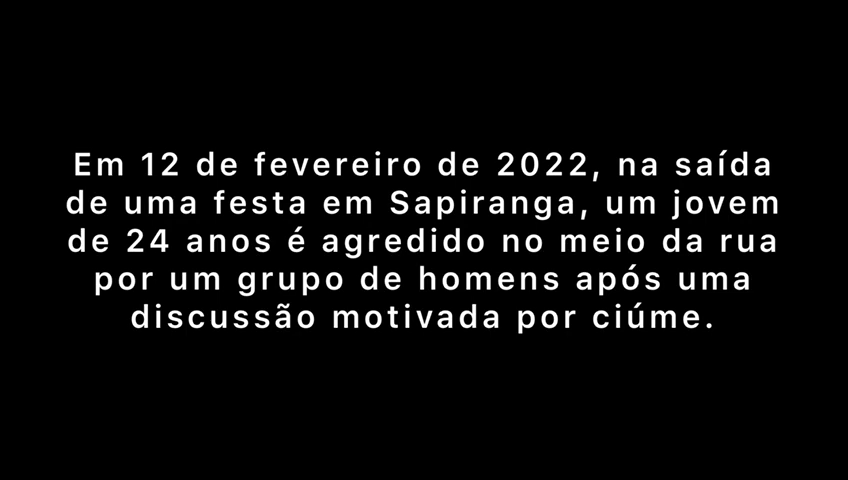 Em 12 de fevereiro de 2022, na saída
de uma festa em Sapiranga, um jovem
de 24 anos é agredido no meio da rua
por um grupo de homens após uma
discussão motivada por ciúme.